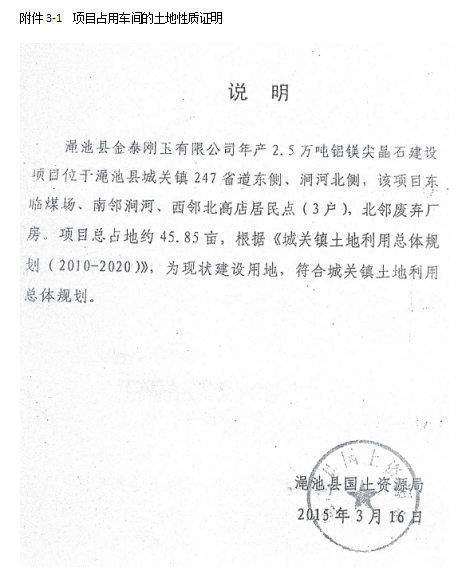 附件 3-1 项目占用车间的土地性质证明
说 明
渑池县金泰刚玉有限公司年产 2.5 万吨铝镁尖晶石建设
项目位于渑池县城关镇 247 省道东侧、涧河北侧，该项目东
临煤场、南邻涧河、西邻北高店居民点（3 户），北邻废弃厂
房。项目总占地约 45.85 亩，根据《城关镇土地利用总体规
划（2010-2020）》，为现状建设用地，符合城关镇土地利用
总体规划。
渑池县国土资源局
2015 年 3 月 16 日